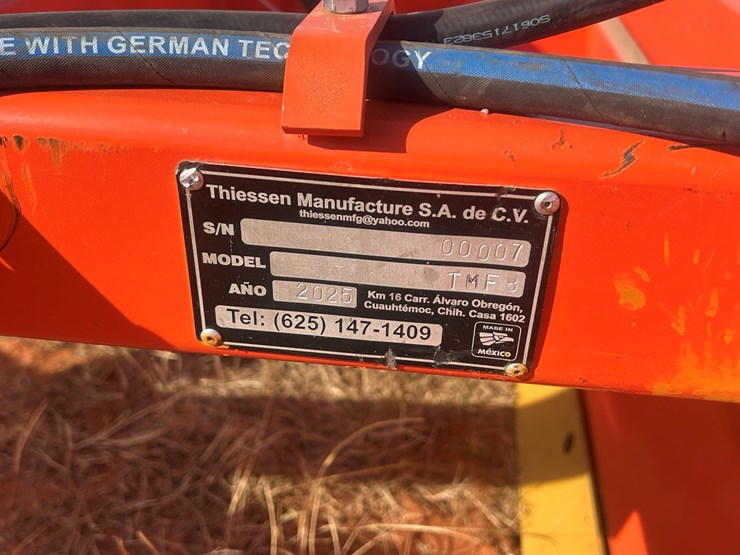 S0617153823
E WITH GERMAN TEC OGY
Thiessen Manufacture S.A. de C.V.
thiessenmfg@yahoo.com
S/N 00007
MODEL TMF3
AÑO 2025
Km 16 Carr. Álvaro Obregón,
Cuauhtémoc, Chih. Casa 1602
Tel: (625) 147-1409
MADE IN
MÉXICO